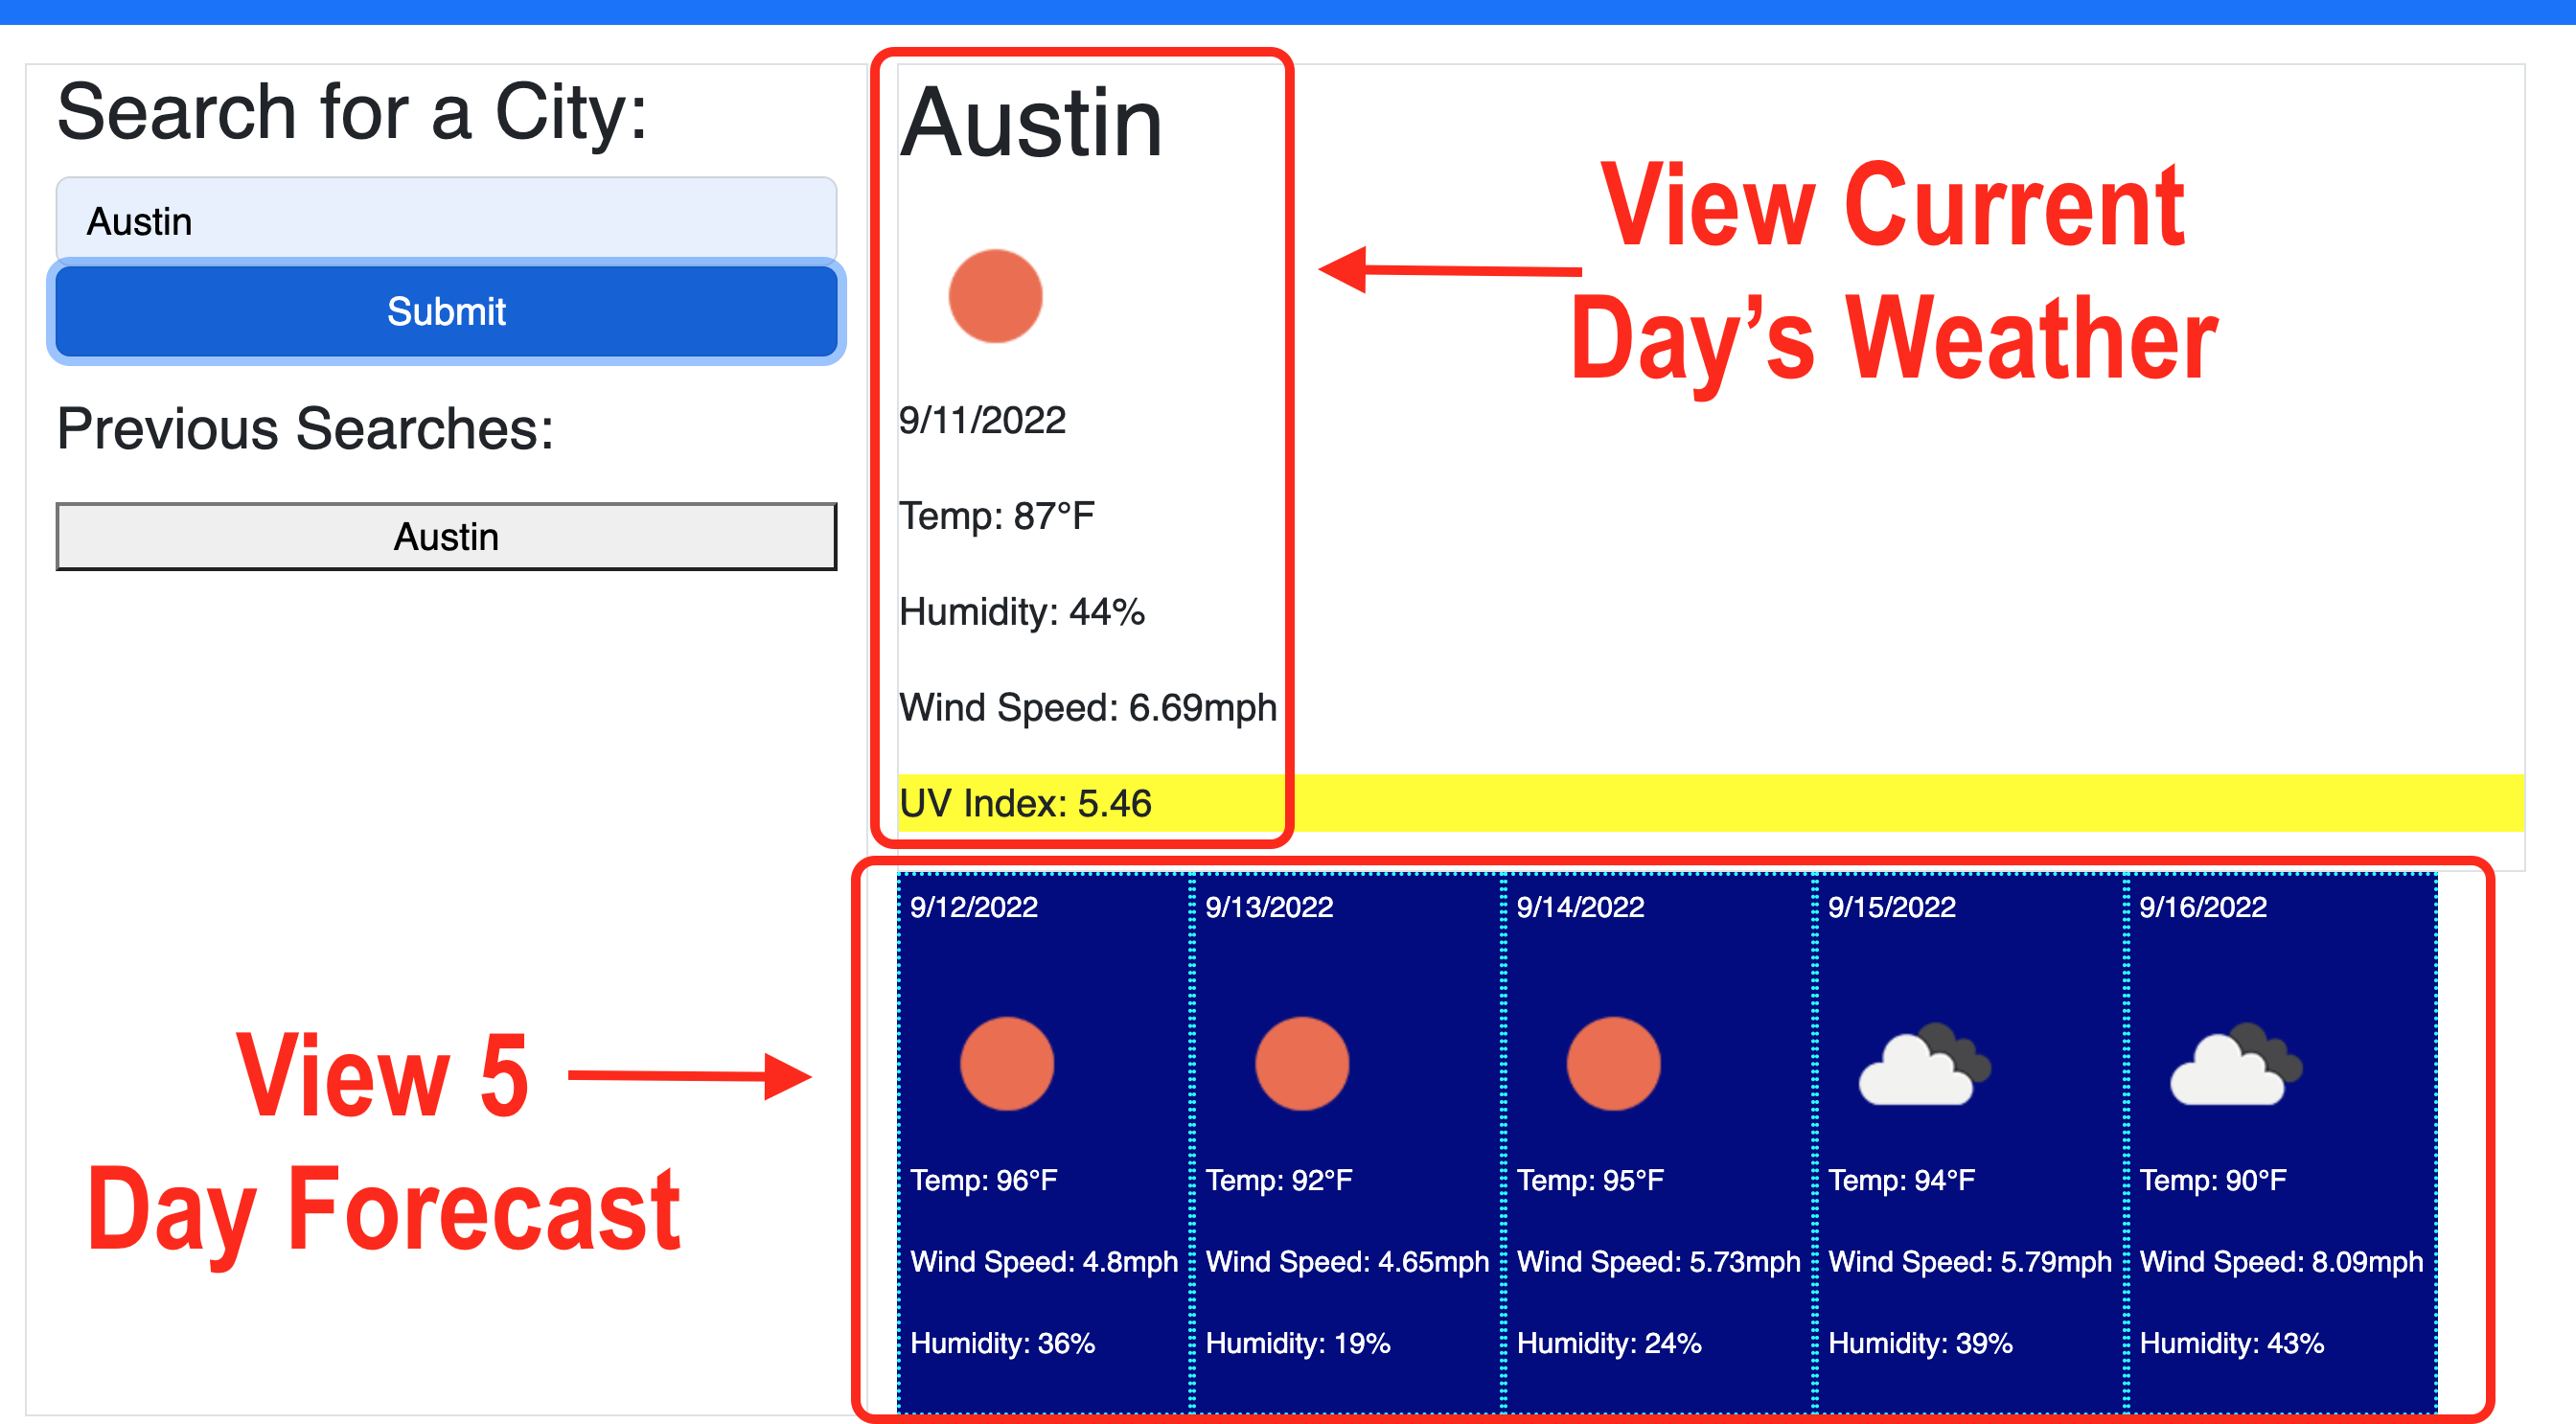 Search for a City:
Austin
Submit
Previous Searches:
Austin
Austin
9/11/2022
Temp: 87°F
Humidity: 44%
Wind Speed: 6.69mph
UV Index: 5.46
View Current
Day’s Weather
View 5
Day Forecast
9/12/2022
Temp: 96°F
Wind Speed: 4.8mph
Humidity: 36%
9/13/2022
Temp: 92°F
Wind Speed: 4.65mph
Humidity: 19%
9/14/2022
Temp: 95°F
Wind Speed: 5.73mph
Humidity: 24%
9/15/2022
Temp: 94°F
Wind Speed: 5.79mph
Humidity: 39%
9/16/2022
Temp: 90°F
Wind Speed: 8.09mph
Humidity: 43%